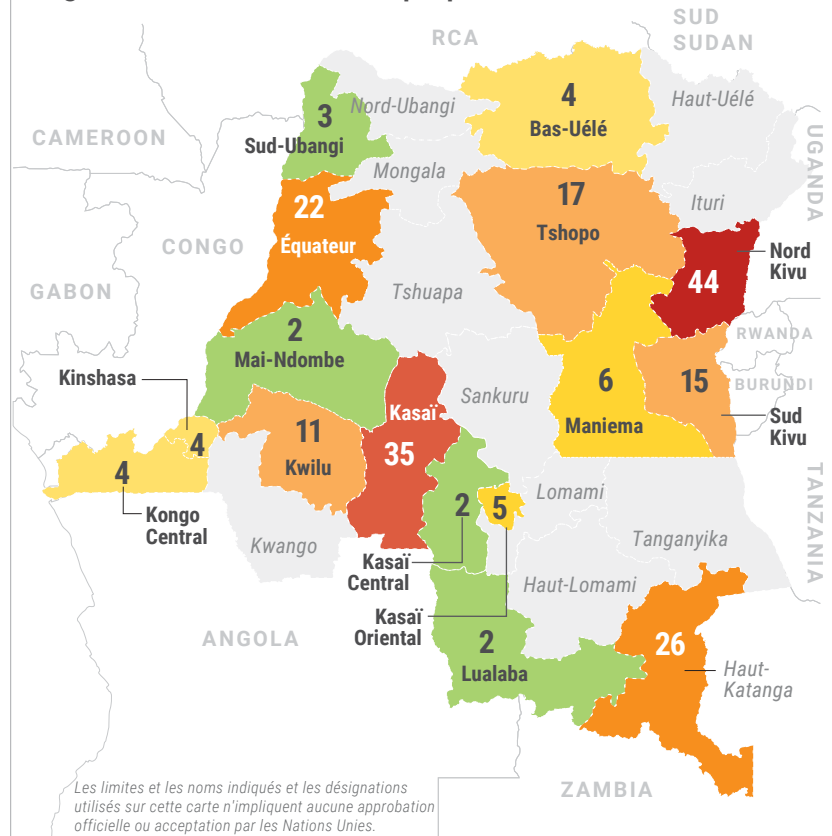 RCA
SUD
SUDAN
CAMEROON
3
Sud-Ubangi
Nord-Ubangi
4
Bas-Uélé
Haut-Uélé
UGANDA
Mongala
Ituri
22
Équateur
17
Tshopo
CONGO
GABON
Tshuapa
44
Nord
Kivu
RWANDA
2
Mai-Ndombe
Kinshasa
4
Kasaï
35
Sankuru
6
Maniema
15
BURUNDI
Sud
Kivu
11
Kwilu
4
Kongo
Central
Kwango
2
Kasaï
Central
5
Kasaï
Oriental
Lomami
Tanganyika
TANZANIA
Haut-Lomami
ANGOLA
2
Lualaba
26
Haut-
Katanga
ZAMBIA
Les limites et les noms indiqués et les désignations
utilisés sur cette carte n'impliquent aucune approbation
officielle ou acceptation par les Nations Unies.